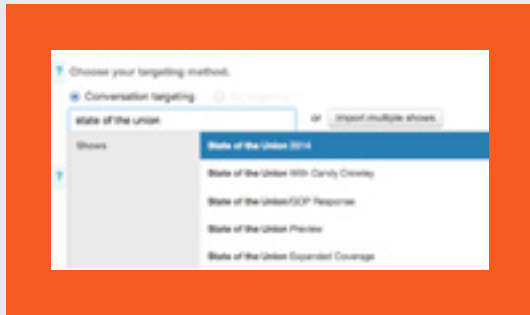 ? Choose your targeting method.
Conversation targeting
state of the union or Import multiple shows
Shows State of the Union 2014
? State of the Union With Candy Crowley
State of the Union/GOP Response
State of the Union Preview
State of the Union Expanded Coverage